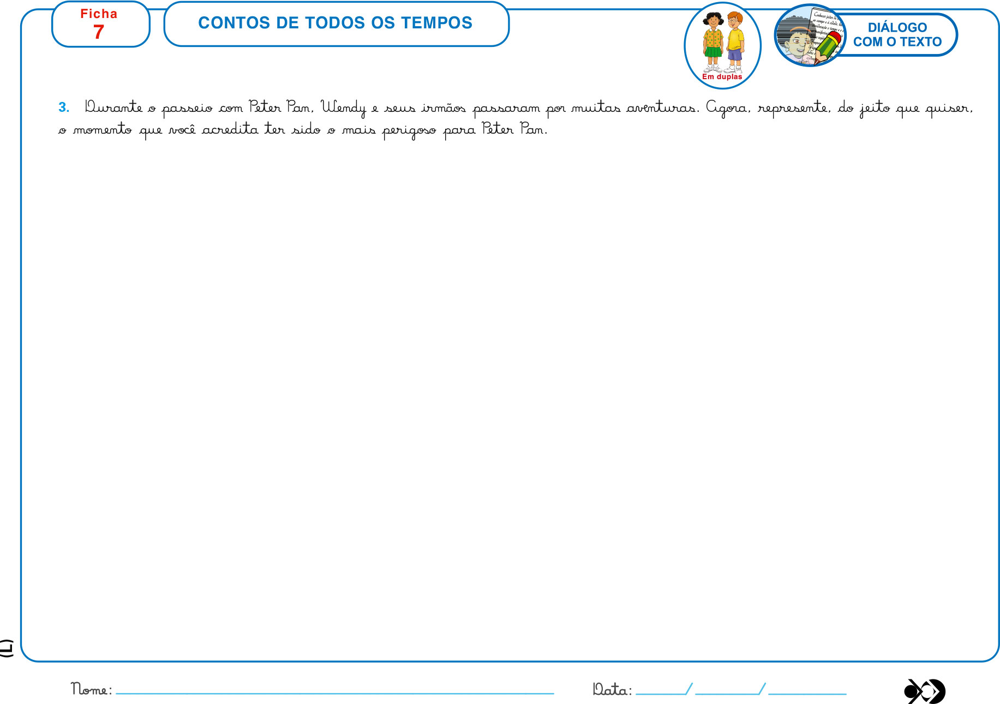 Ficha
7
CONTOS DE TODOS OS TEMPOS
Em duplas
DIÁLOGO
COM O TEXTO
3. Durante o passeio com Peter Pan, Wendy e seus irmãos passaram por muitas aventuras. Agora, represente, do jeito que quiser,
o momento que você acredita ter sido o mais perigoso para Peter Pan.
(L)
Nome:
Data: / /